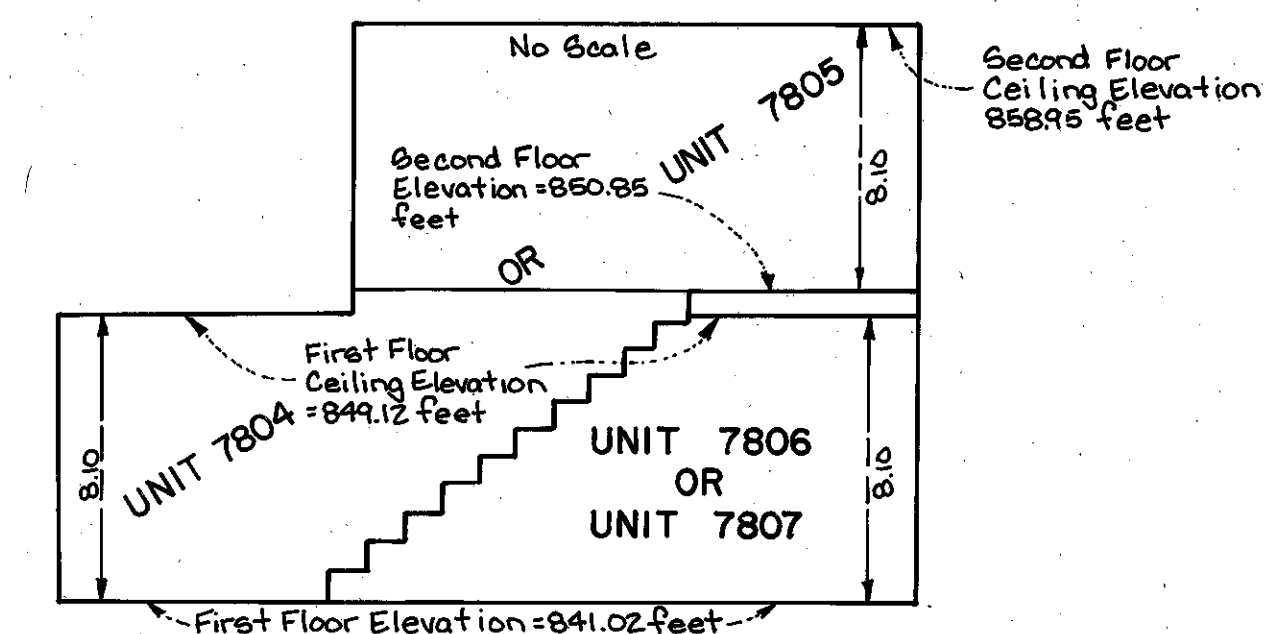 No Scale
UNIT 7805
Second Floor
Ceiling Elevation
858.95 feet
Second Floor
Elevation = 850.85
feet
8.10
OR
First Floor
Ceiling Elevation
= 849.12 feet
UNIT 7804
8.10
UNIT 7806
OR
UNIT 7807
8.10
First Floor Elevation = 841.02 feet